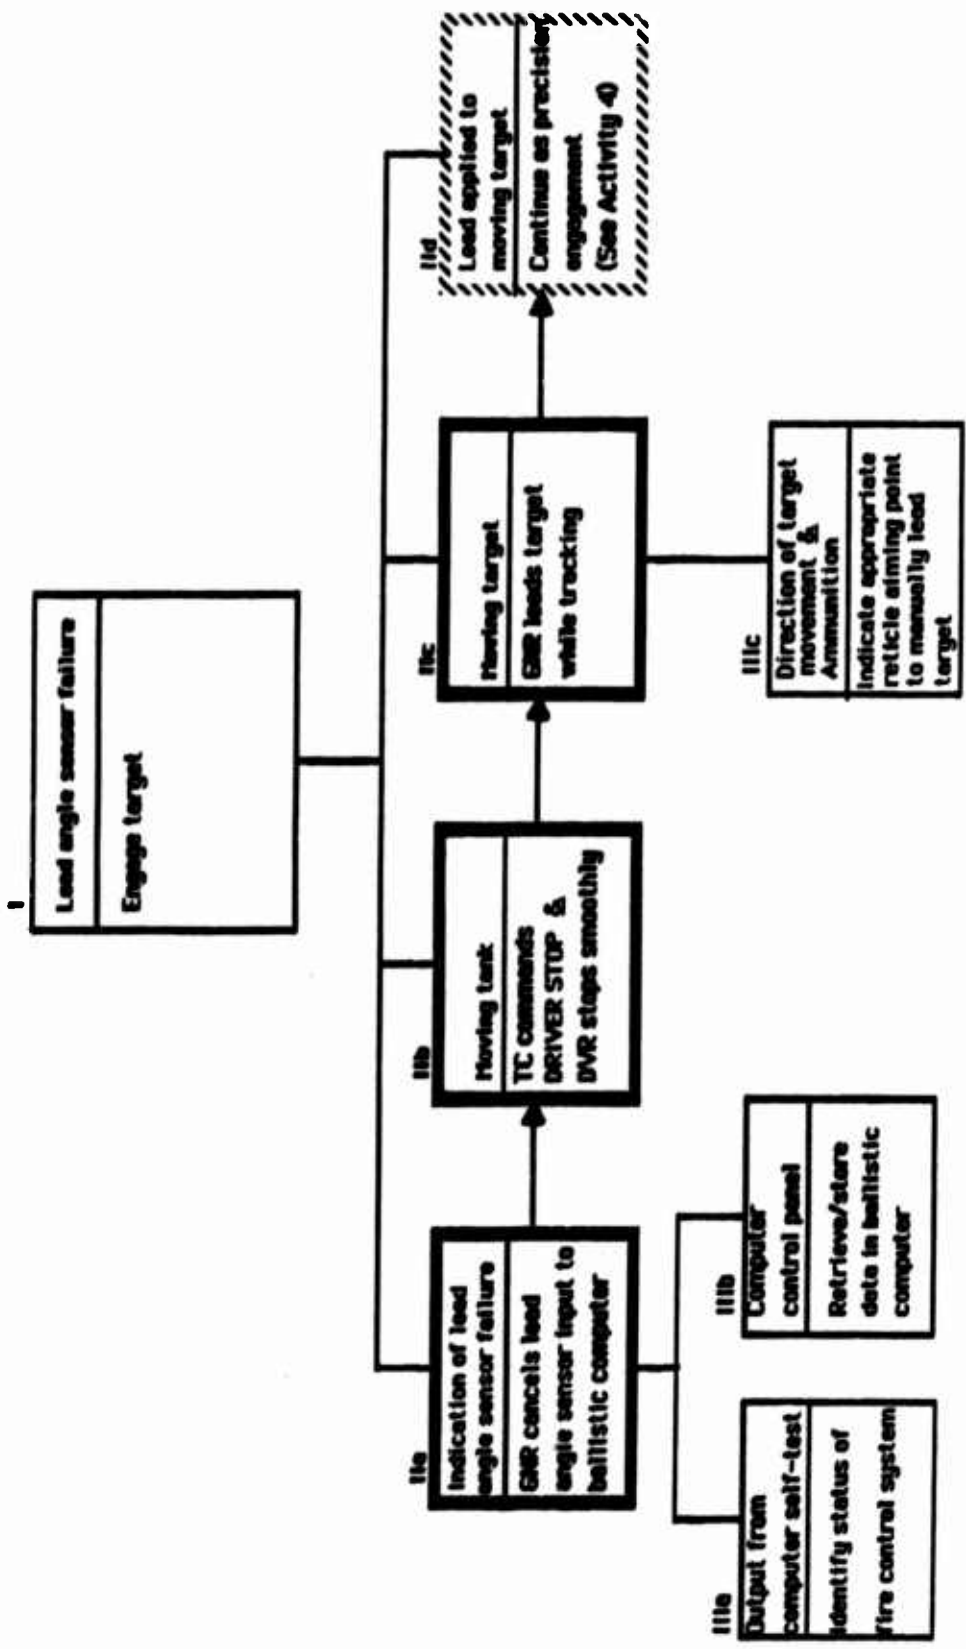 I
Lead angle sensor failure
Engage target
IIa
Indication of lead
angle sensor failure
GNR cancels lead
angle sensor input to
ballistic computer
IIb
Moving tank
TC commands
DRIVER STOP &
DVR stops smoothly
IIc
Moving target
GNR leads target
while tracking
IId
Lead applied to
moving target
Continue as precision
engagement
(See Activity 4)
IIIa
Output from
computer self-test
Identify status of
fire control system
IIIb
Computer
control panel
Retrieve/store
data in ballistic
computer
IIIc
Direction of target
movement &
Ammunition
Indicate appropriate
reticle aiming point
to manually lead
target